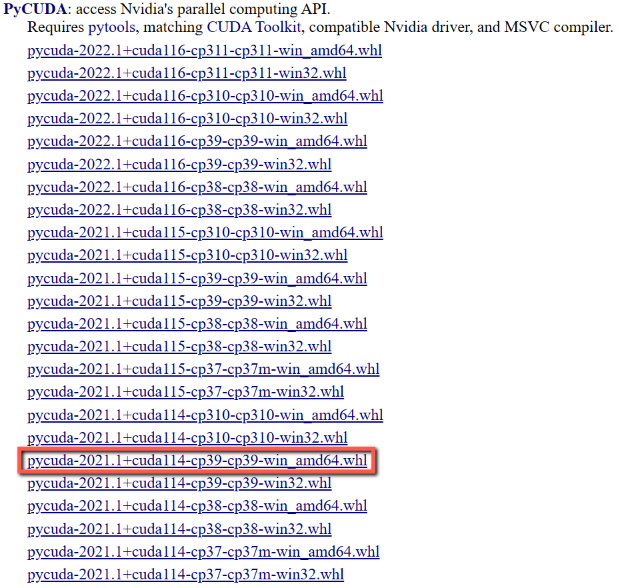 PyCUDA: access Nvidia's parallel computing API.
Requires pytools, matching CUDA Toolkit, compatible Nvidia driver, and MSVC compiler.
pycuda-2022.1+cuda116-cp311-cp311-win_amd64.whl
pycuda-2022.1+cuda116-cp311-cp311-win32.whl
pycuda-2022.1+cuda116-cp310-cp310-win_amd64.whl
pycuda-2022.1+cuda116-cp310-cp310-win32.whl
pycuda-2022.1+cuda116-cp39-cp39-win_amd64.whl
pycuda-2022.1+cuda116-cp39-cp39-win32.whl
pycuda-2022.1+cuda116-cp38-cp38-win_amd64.whl
pycuda-2022.1+cuda116-cp38-cp38-win32.whl
pycuda-2021.1+cuda115-cp310-cp310-win_amd64.whl
pycuda-2021.1+cuda115-cp310-cp310-win32.whl
pycuda-2021.1+cuda115-cp39-cp39-win_amd64.whl
pycuda-2021.1+cuda115-cp39-cp39-win32.whl
pycuda-2021.1+cuda115-cp38-cp38-win_amd64.whl
pycuda-2021.1+cuda115-cp38-cp38-win32.whl
pycuda-2021.1+cuda115-cp37-cp37m-win_amd64.whl
pycuda-2021.1+cuda115-cp37-cp37m-win32.whl
pycuda-2021.1+cuda114-cp310-cp310-win_amd64.whl
pycuda-2021.1+cuda114-cp310-cp310-win32.whl
pycuda-2021.1+cuda114-cp39-cp39-win_amd64.whl
pycuda-2021.1+cuda114-cp39-cp39-win32.whl
pycuda-2021.1+cuda114-cp38-cp38-win_amd64.whl
pycuda-2021.1+cuda114-cp38-cp38-win32.whl
pycuda-2021.1+cuda114-cp37-cp37m-win_amd64.whl
pycuda-2021.1+cuda114-cp37-cp37m-win32.whl